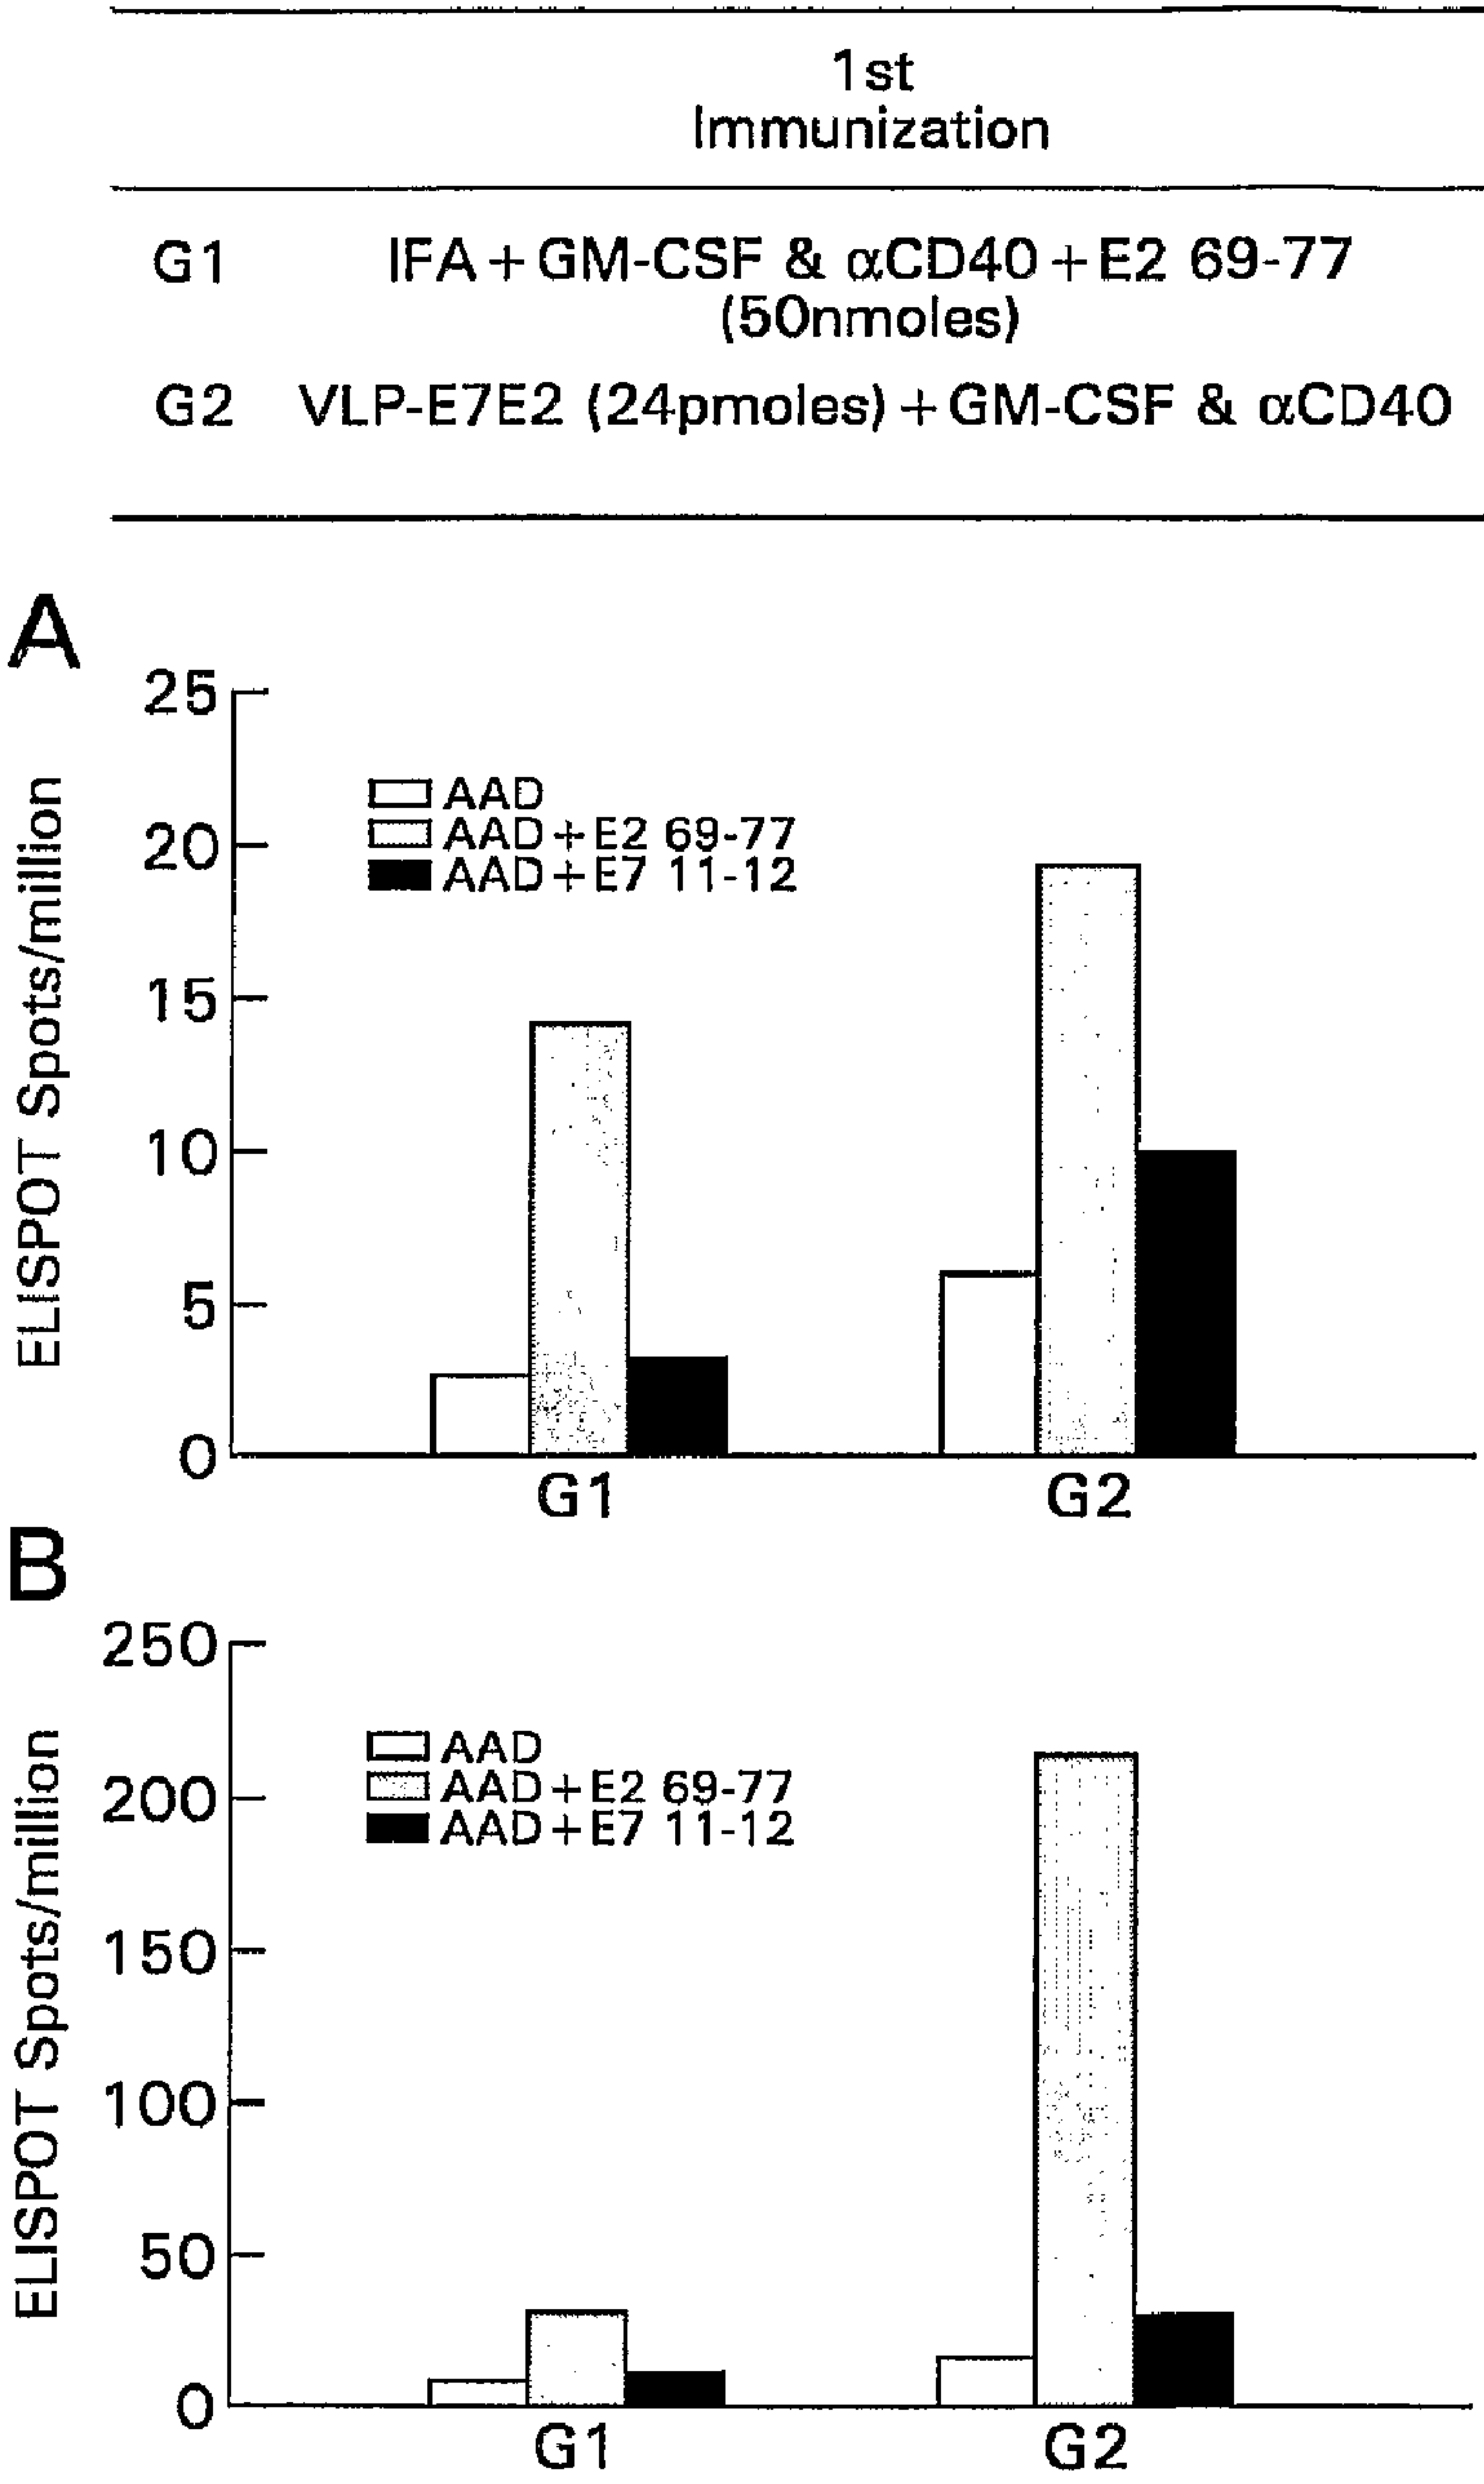 1st
Immunization
G1 IFA+GM-CSF & αCD40+E2 69-77
(50nmoles)
G2 VLP-E7E2 (24pmoles)+GM-CSF & αCD40
A
25
20
15
10
5
0
ELISPOT Spots/million
AAD
AAD+E2 69-77
AAD+E7 11-12
G1 G2
B
250
200
150
100
50
0
ELISPOT Spots/million
AAD
AAD+E2 69-77
AAD+E7 11-12
G1 G2